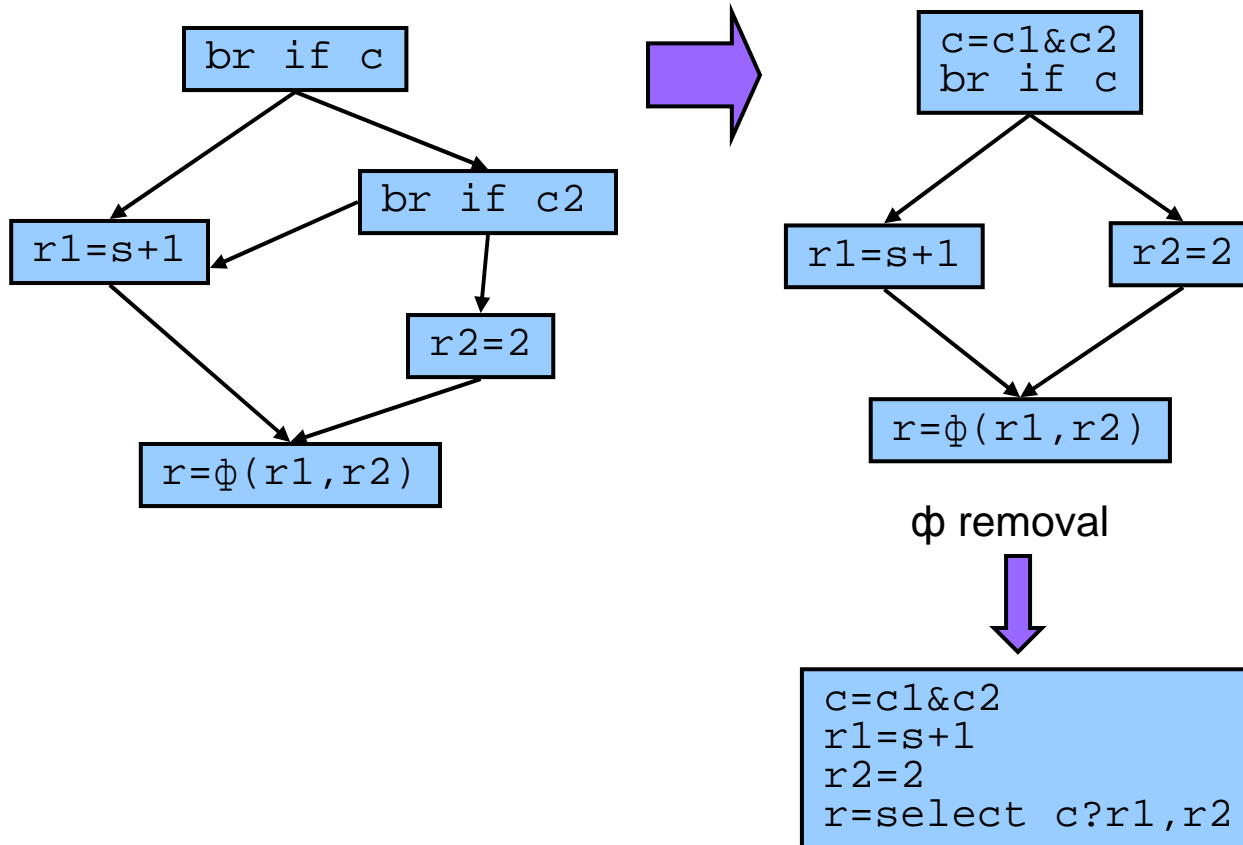 br if c
br if c2
r1=s+1
r2=2
r=ф(r1,r2)
c=c1&c2
br if c
r1=s+1
r2=2
r=ф(r1,r2)
ф removal
c=c1&c2
r1=s+1
r2=2
r=select c?r1,r2